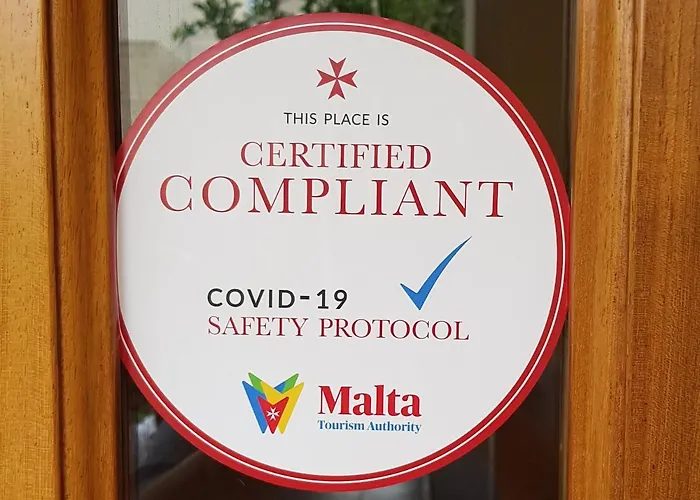 THIS PLACE IS
CERTIFIED
COMPLIANT
COVID-19
SAFETY PROTOCOL
Malta
Tourism Authority